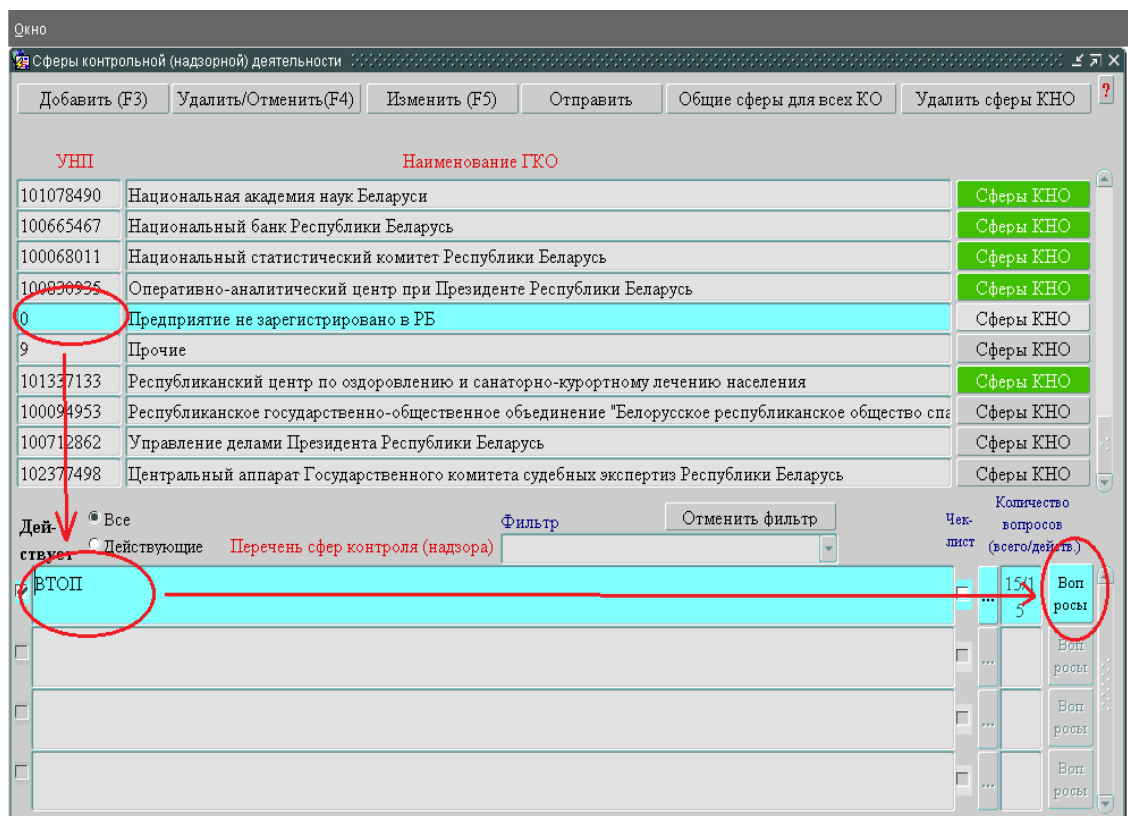 Окно
Сферы контрольной (надзорной) деятельности
Добавить (F3) Удалить/Отменить(F4) Изменить (F5) Отправить Общие сферы для всех КО Удалить сферы КНО ?
УНП Наименование ГКО
101078490 Национальная академия наук Беларуси Сферы КНО
100665467 Национальный банк Республики Беларусь Сферы КНО
100068011 Национальный статистический комитет Республики Беларусь Сферы КНО
100830935 Оперативно-аналитический центр при Президенте Республики Беларусь Сферы КНО
0 Предприятие не зарегистрировано в РБ Сферы КНО
9 Прочие Сферы КНО
101337133 Республиканский центр по оздоровлению и санаторно-курортному лечению населения Сферы КНО
100094953 Республиканское государственно-общественное объединение "Белорусское республиканское общество спа Сферы КНО
100712862 Управление делами Президента Республики Беларусь Сферы КНО
102377498 Центральный аппарат Государственного комитета судебных экспертиз Республики Беларусь Сферы КНО
Дей-
ствует
Все
Действующие
Перечень сфер контроля (надзора)
Фильтр
Отменить фильтр
Чек-
лист
Количество
вопросов
(всего/действ.)
ВТОП ... 15/1
5
Воп
росы
... Воп
росы
... Воп
росы
... Воп
росы